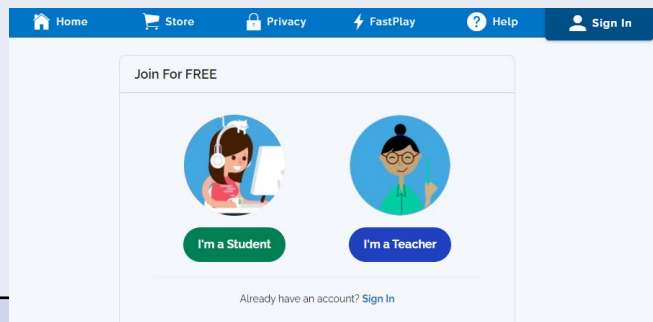 Home Store Privacy FastPlay ? Help Sign In
Join For FREE
I'm a Student I'm a Teacher
Already have an account? Sign In